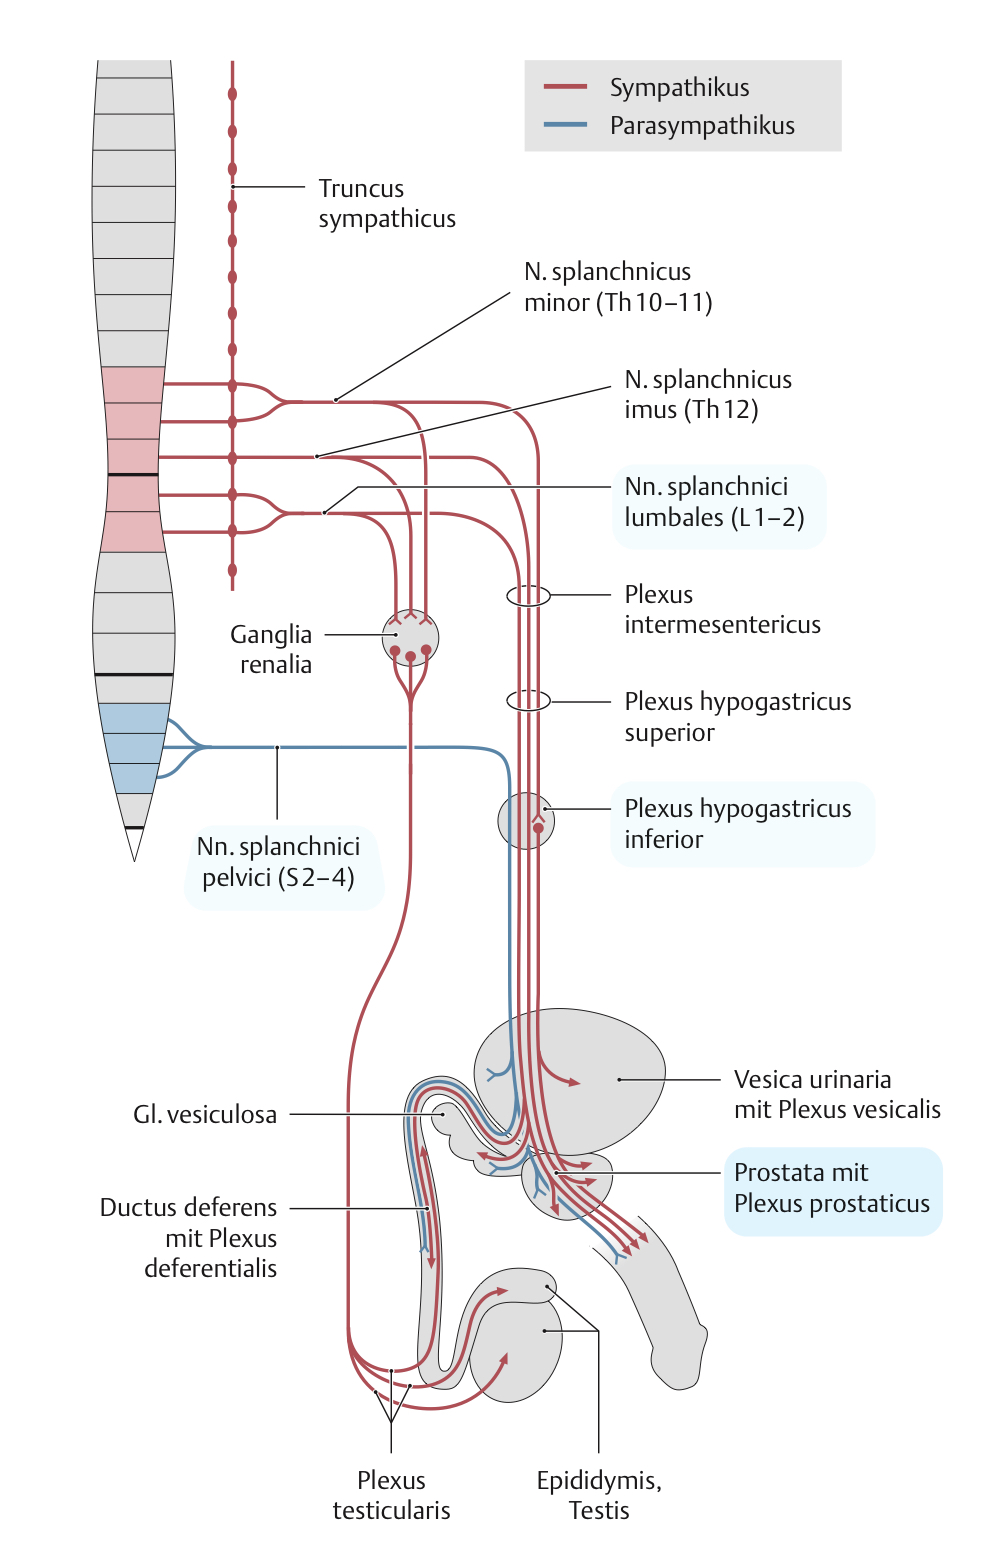 Sympathikus
Parasympathikus
Truncus
sympathicus
N. splanchnicus
minor (Th 10–11)
N. splanchnicus
imus (Th 12)
Nn. splanchnici
lumbales (L 1–2)
Plexus
intermesentericus
Ganglia
renalia
Plexus hypogastricus
superior
Plexus hypogastricus
inferior
Nn. splanchnici
pelvici (S 2–4)
Vesica urinaria
mit Plexus vesicalis
Gl. vesiculosa
Prostata mit
Plexus prostaticus
Ductus deferens
mit Plexus
deferentialis
Plexus
testicularis
Epididymis,
Testis